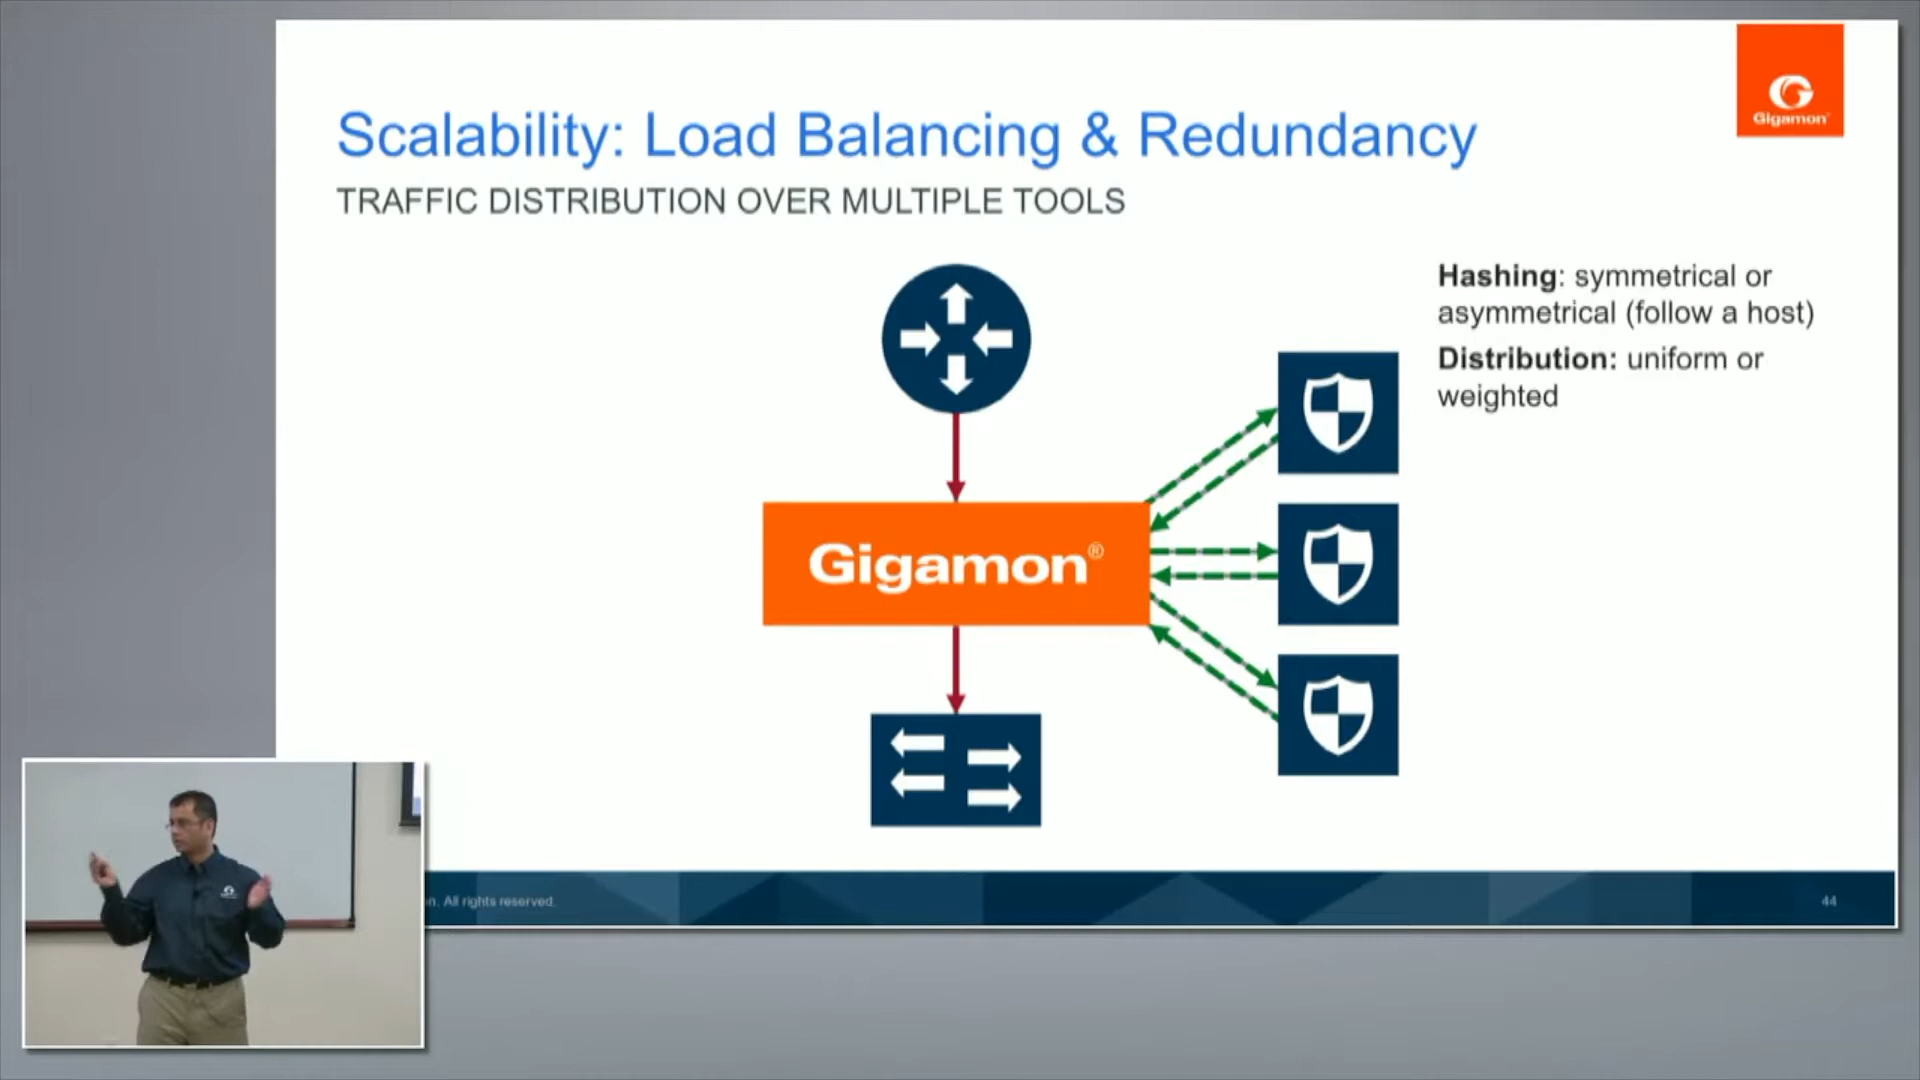 Gigamon®
Scalability: Load Balancing & Redundancy
TRAFFIC DISTRIBUTION OVER MULTIPLE TOOLS
Hashing: symmetrical or
asymmetrical (follow a host)
Distribution: uniform or
weighted
Gigamon®
n. All rights reserved.
44